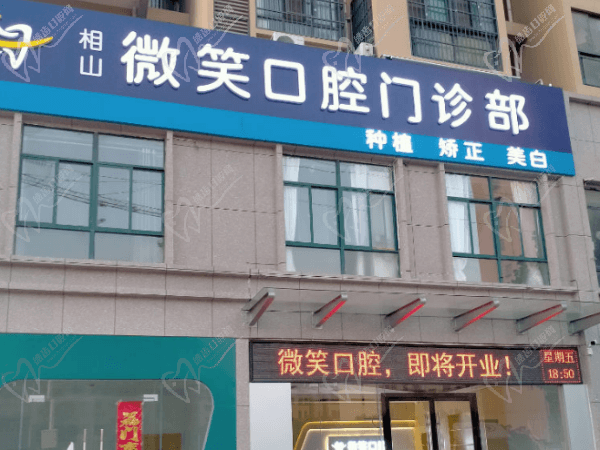 相山
微笑口腔门诊部
种植 矫正 美白
微笑口腔，即将开业！
星期五
18:50